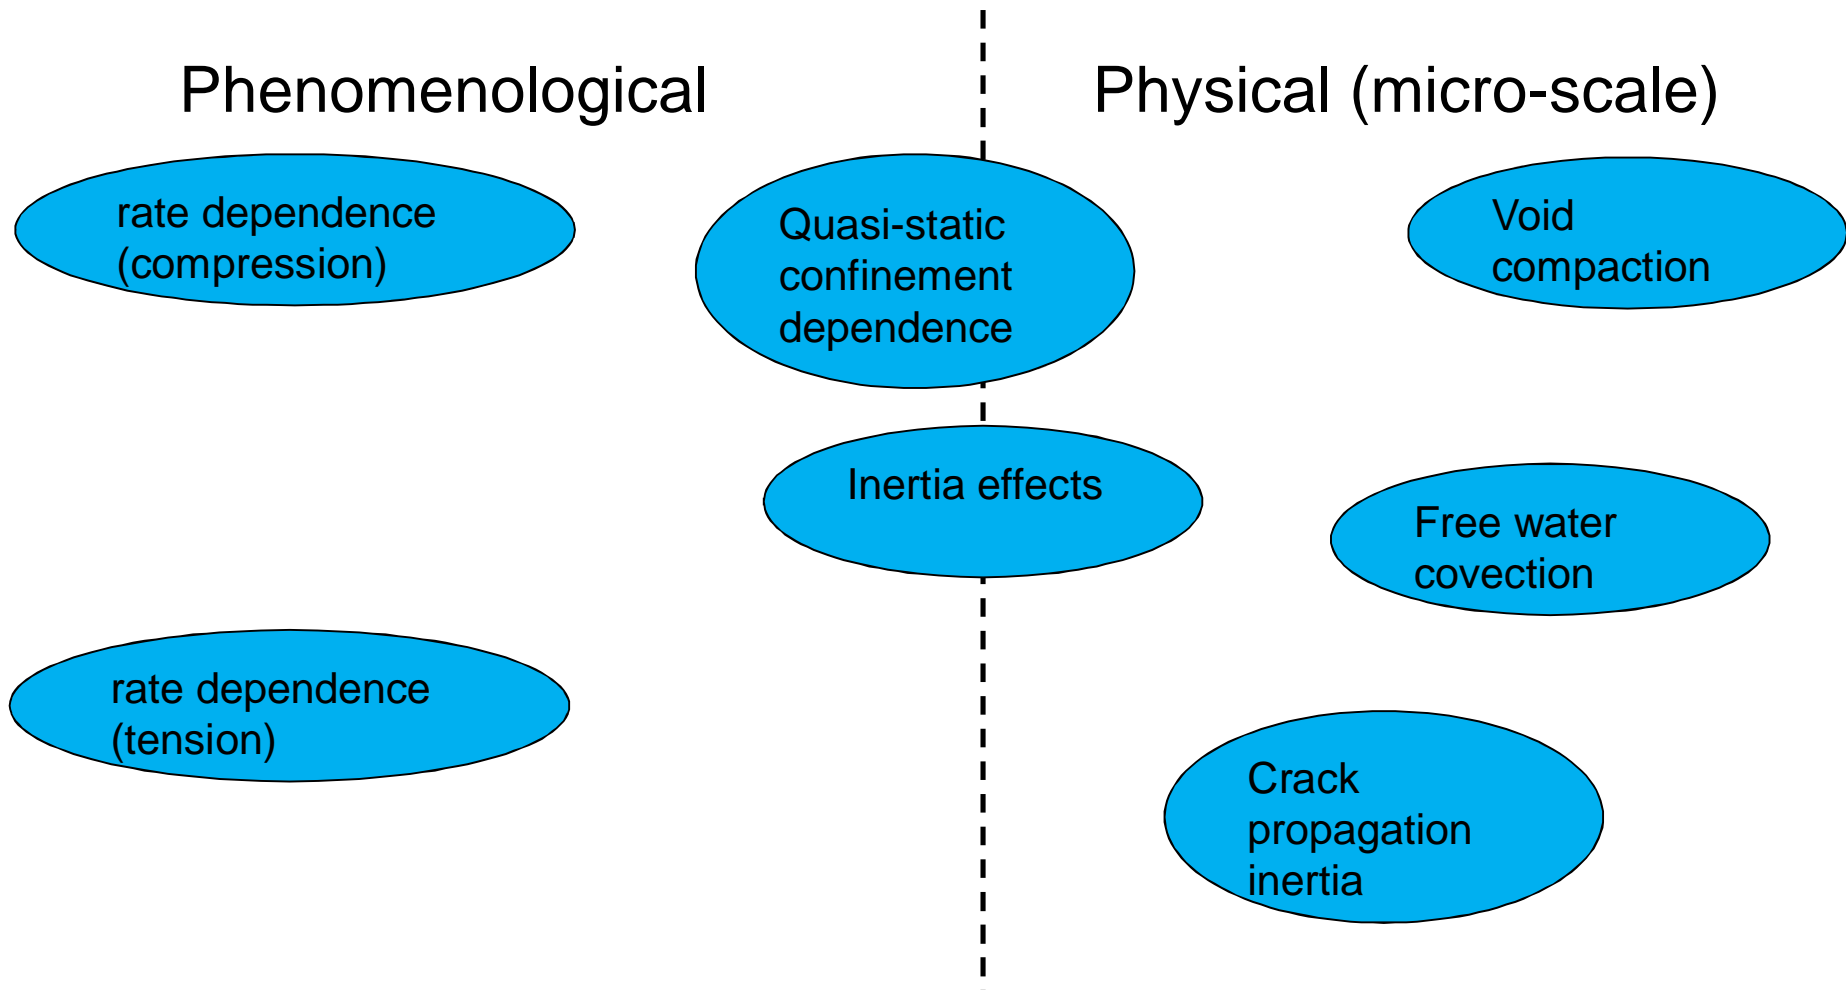 Phenomenological
Physical (micro-scale)
rate dependence
(compression)
Quasi-static
confinement
dependence
Void
compaction
Inertia effects
Free water
covection
rate dependence
(tension)
Crack
propagation
inertia